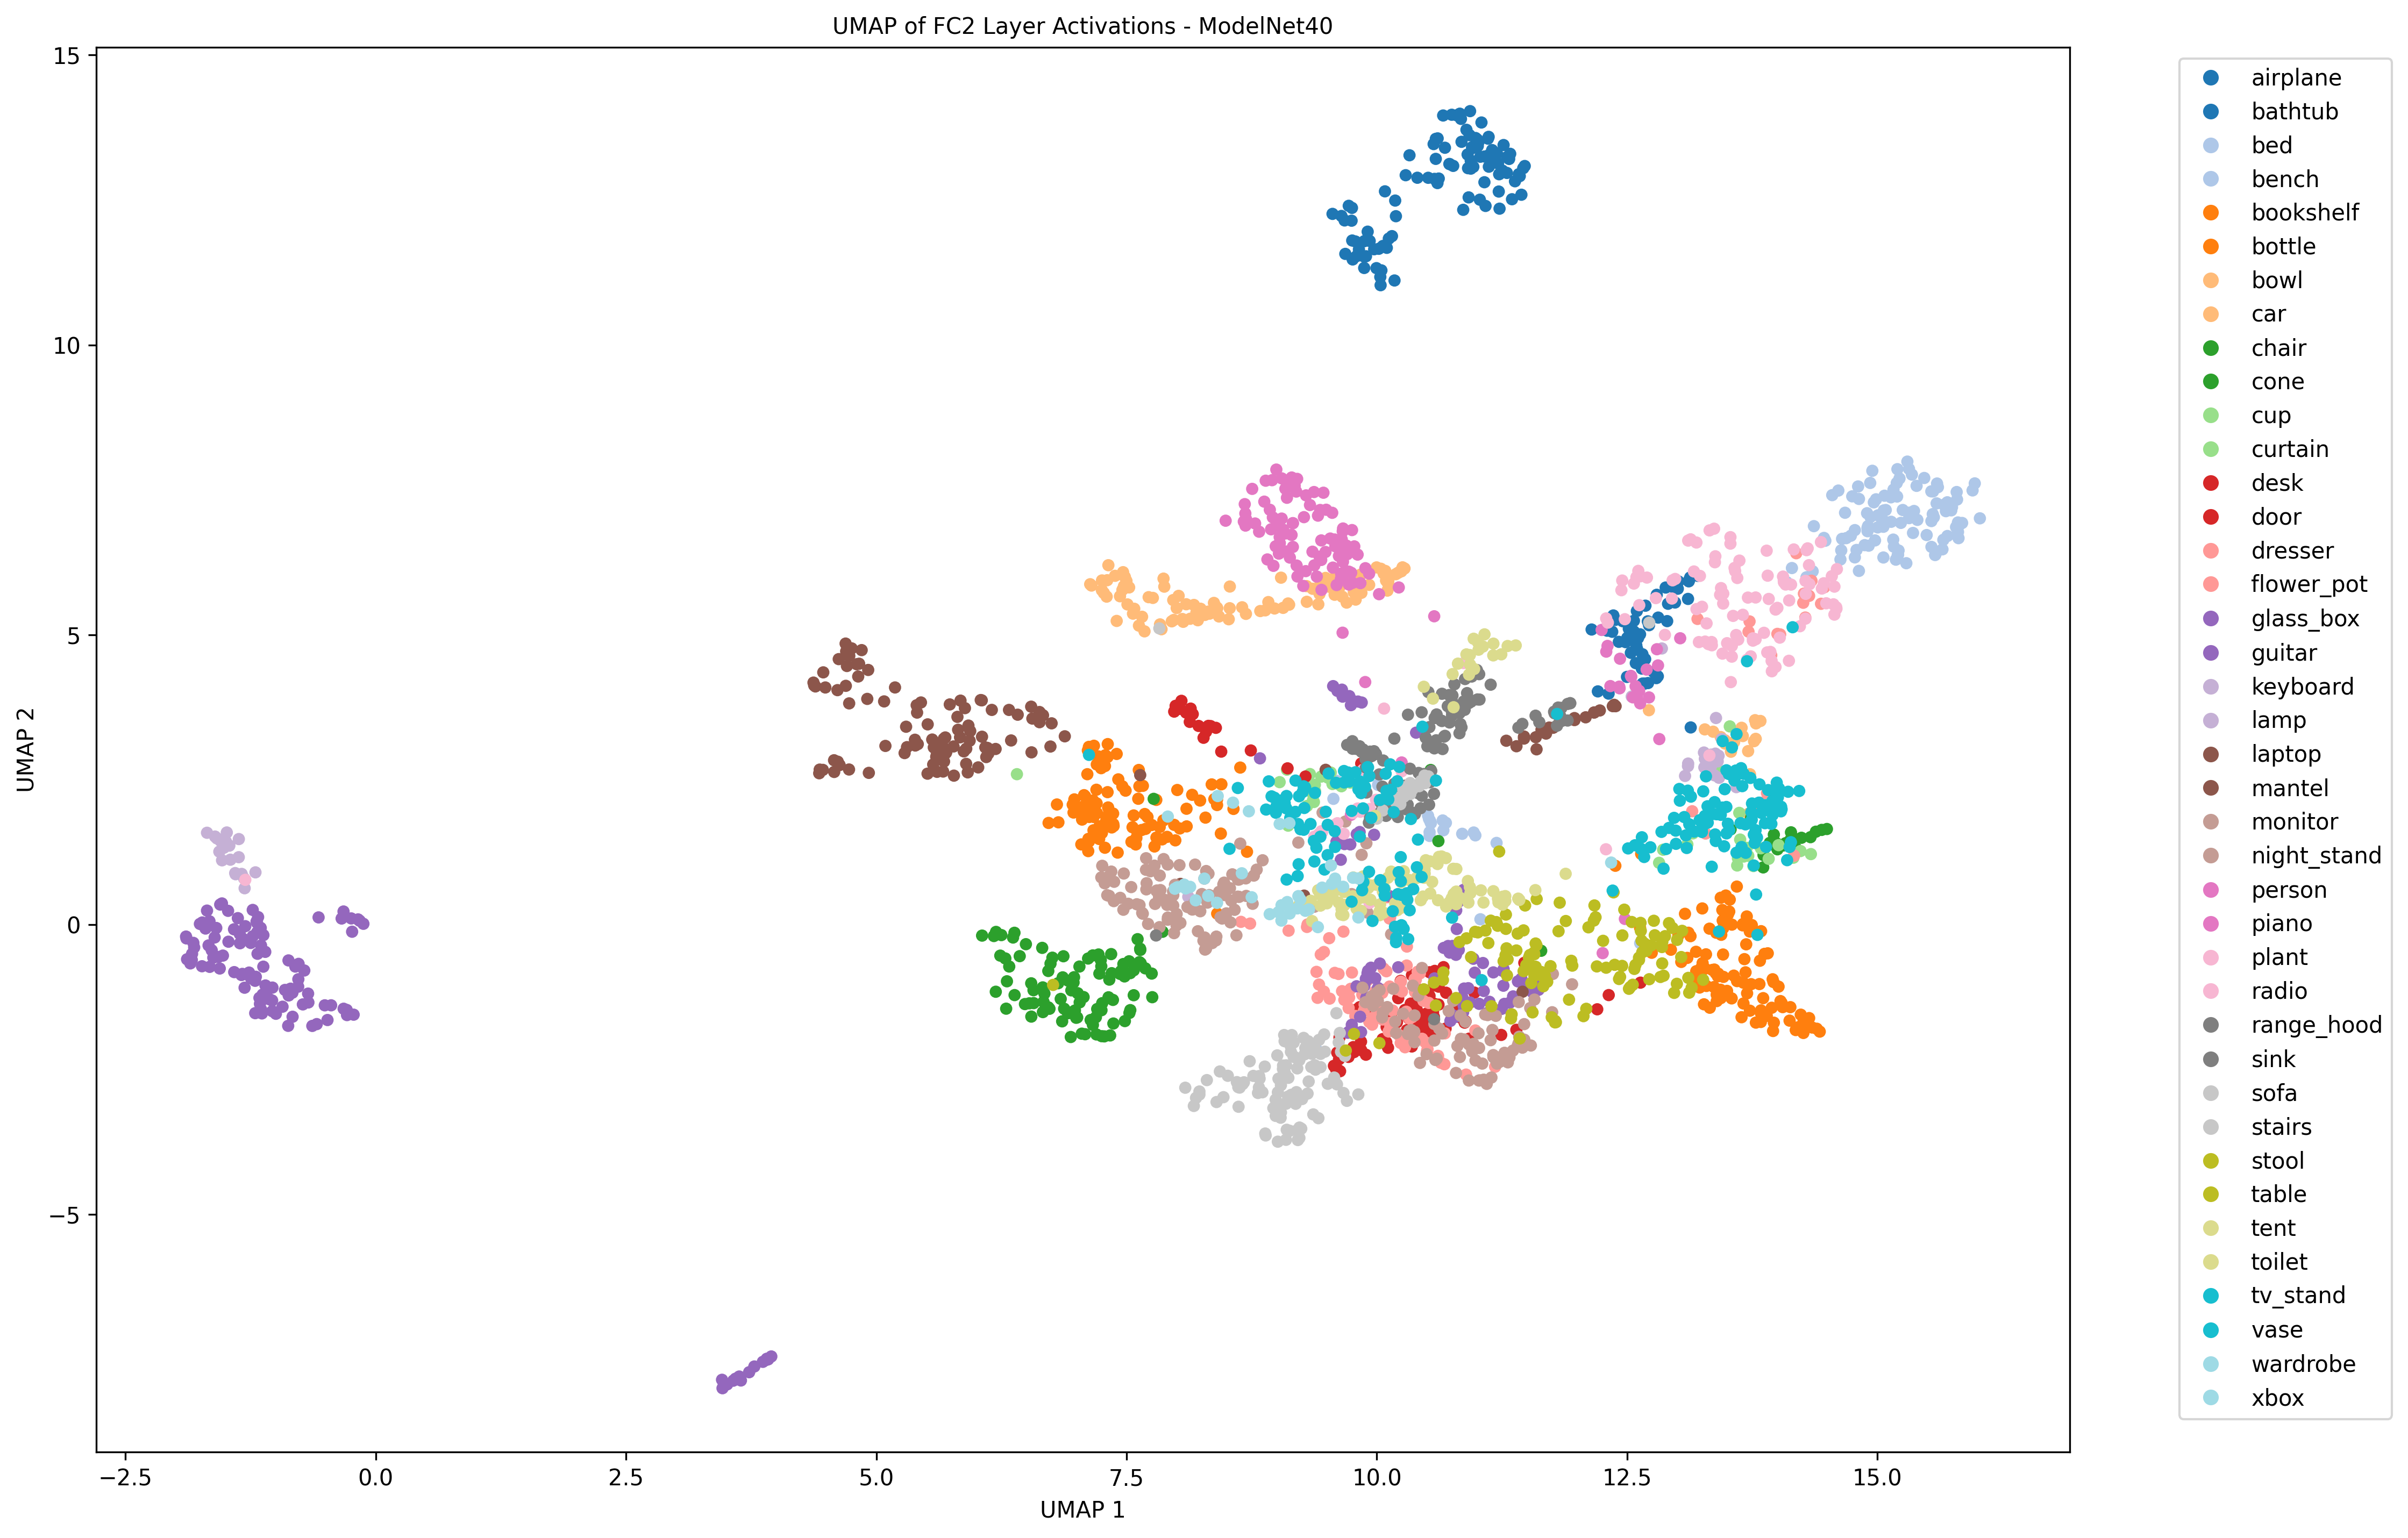 UMAP of FC2 Layer Activations - ModelNet40
15
10
5
0
−5
UMAP 2
−2.5
0.0
2.5
5.0
7.5
10.0
12.5
15.0
UMAP 1
airplane
bathtub
bed
bench
bookshelf
bottle
bowl
car
chair
cone
cup
curtain
desk
door
dresser
flower_pot
glass_box
guitar
keyboard
lamp
laptop
mantel
monitor
night_stand
person
piano
plant
radio
range_hood
sink
sofa
stairs
stool
table
tent
toilet
tv_stand
vase
wardrobe
xbox